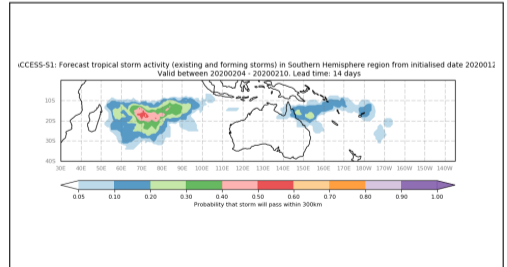 CCESS-S1: Forecast tropical storm activity (existing and forming storms) in Southern Hemisphere region from initialised date 2020012
Valid between 20200204 - 20200210. Lead time: 14 days
10S
20S
30S
40S
30E 40E 50E 60E 70E 80E 90E 100E 110E 120E 130E 140E 150E 160E 170E 180E 170W 160W 150W 140W
0.05 0.10 0.20 0.30 0.40 0.50 0.60 0.70 0.80 0.90 1.00
Probability that storm will pass within 300km